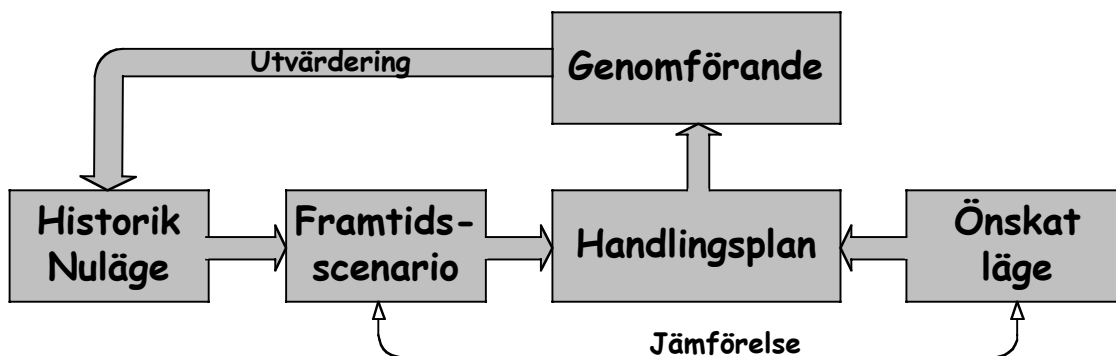 Utvärdering
Genomförande
Historik
Nuläge
Framtids-
scenario
Handlingsplan
Önskat
läge
Jämförelse